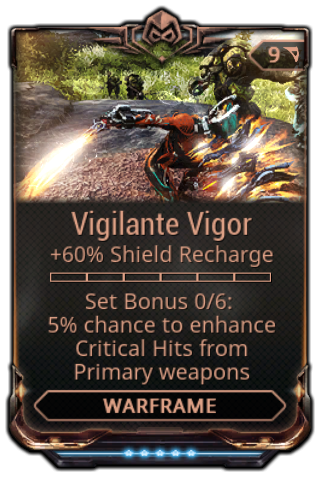 9
Vigilante Vigor
+60% Shield Recharge
Set Bonus 0/6:
5% chance to enhance
Critical Hits from
Primary weapons
WARFRAME